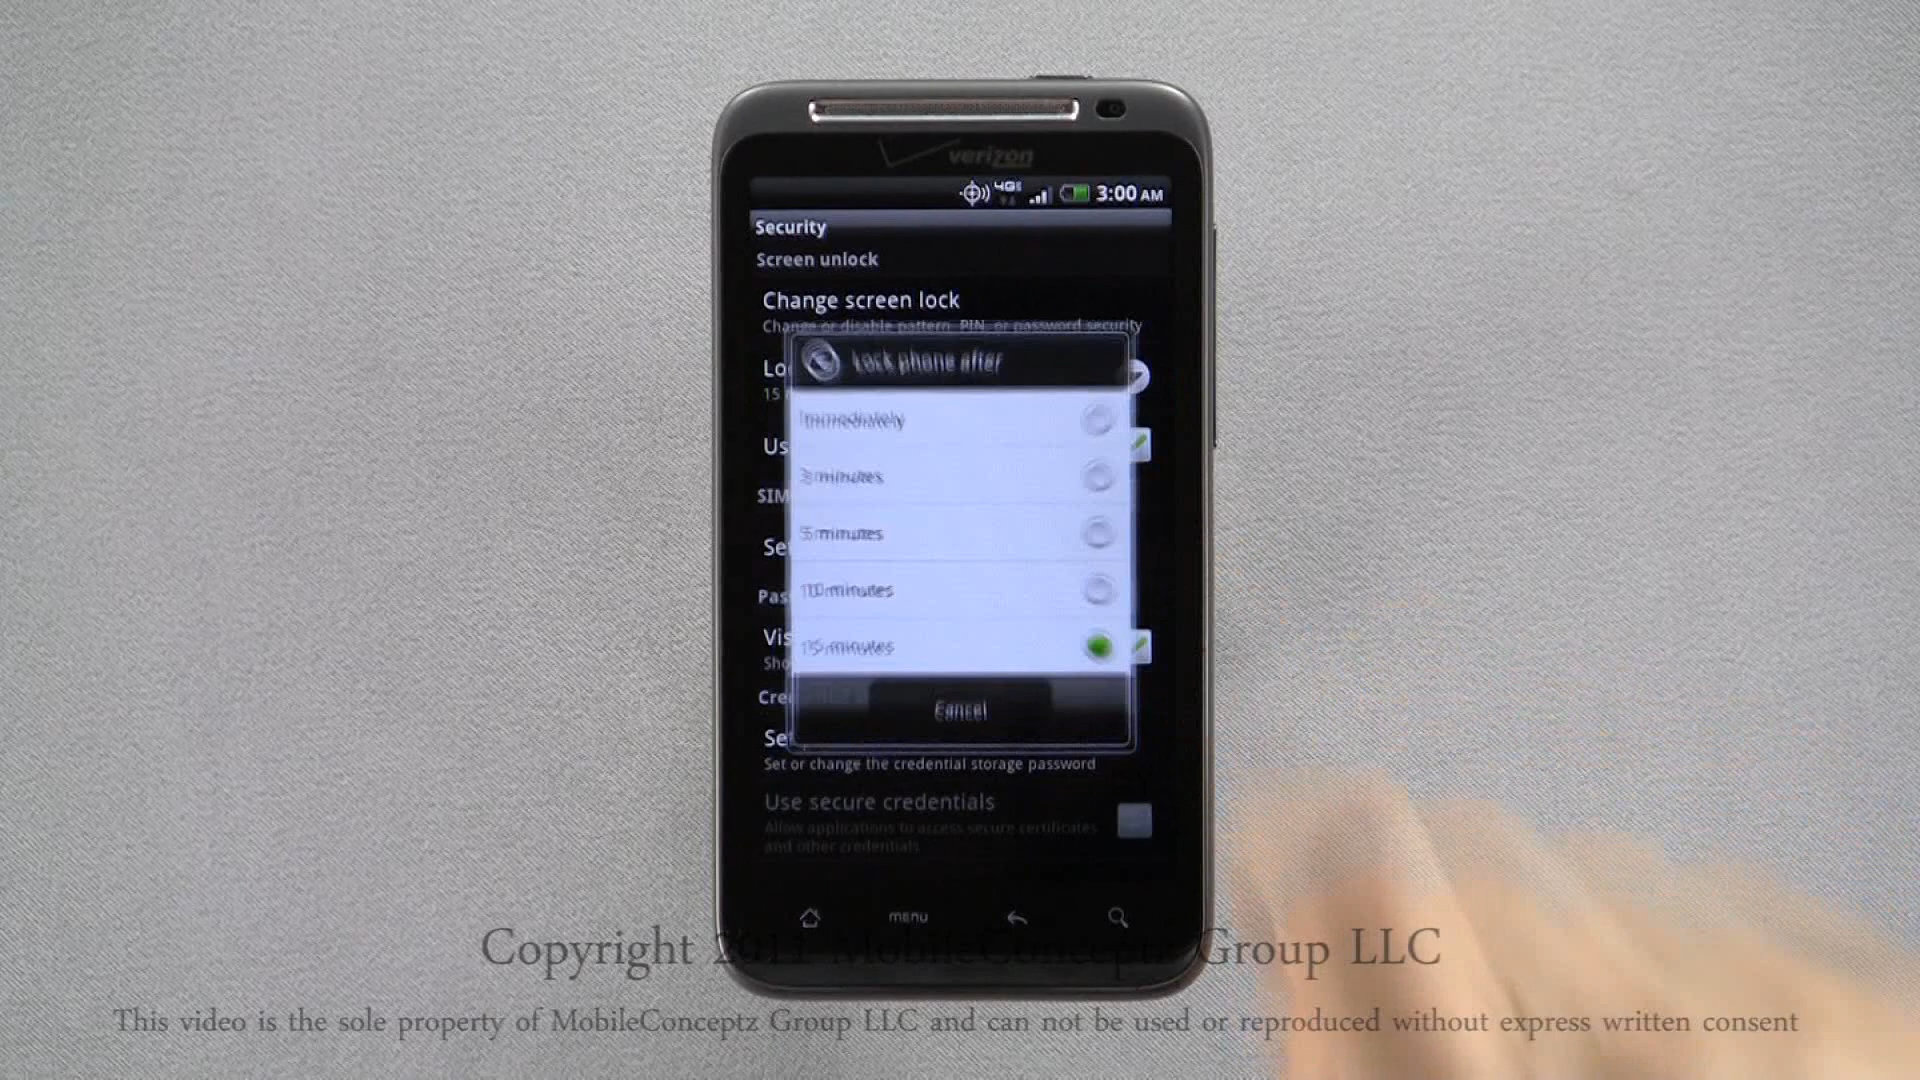 verizon
4G 3:00 AM
Security
Screen unlock
Change screen lock
Change or disable pattern, PIN, or password security
Lock phone after
Immediately
3 minutes
5 minutes
10 minutes
15 minutes
Cancel
Set or change the credential storage password
Use secure credentials
Allow applications to access secure certificates
and other credentials
menu
Copyright 2011 MobileConceptz Group LLC
This video is the sole property of MobileConceptz Group LLC and can not be used or reproduced without express written consent